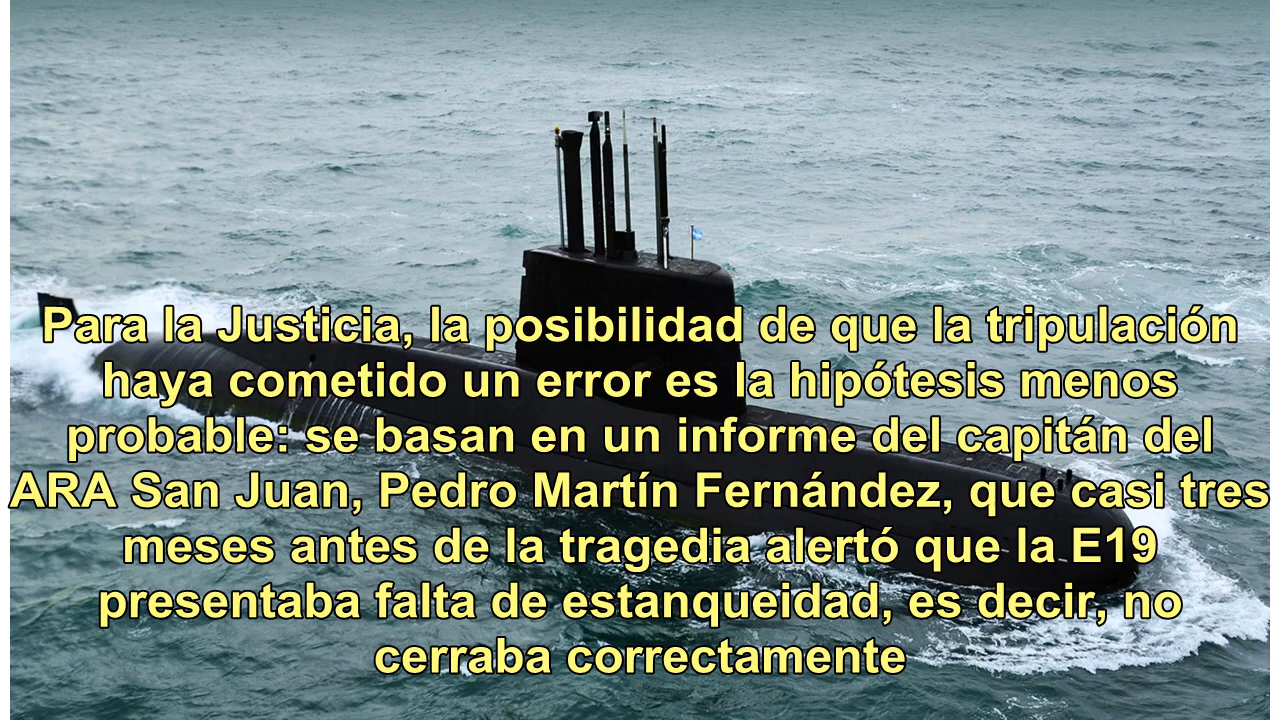 Para la Justicia, la posibilidad de que la tripulación
haya cometido un error es la hipótesis menos
probable: se basan en un informe del capitán del
ARA San Juan, Pedro Martín Fernández, que casi tres
meses antes de la tragedia alertó que la E19
presentaba falta de estanqueidad, es decir, no
cerraba correctamente